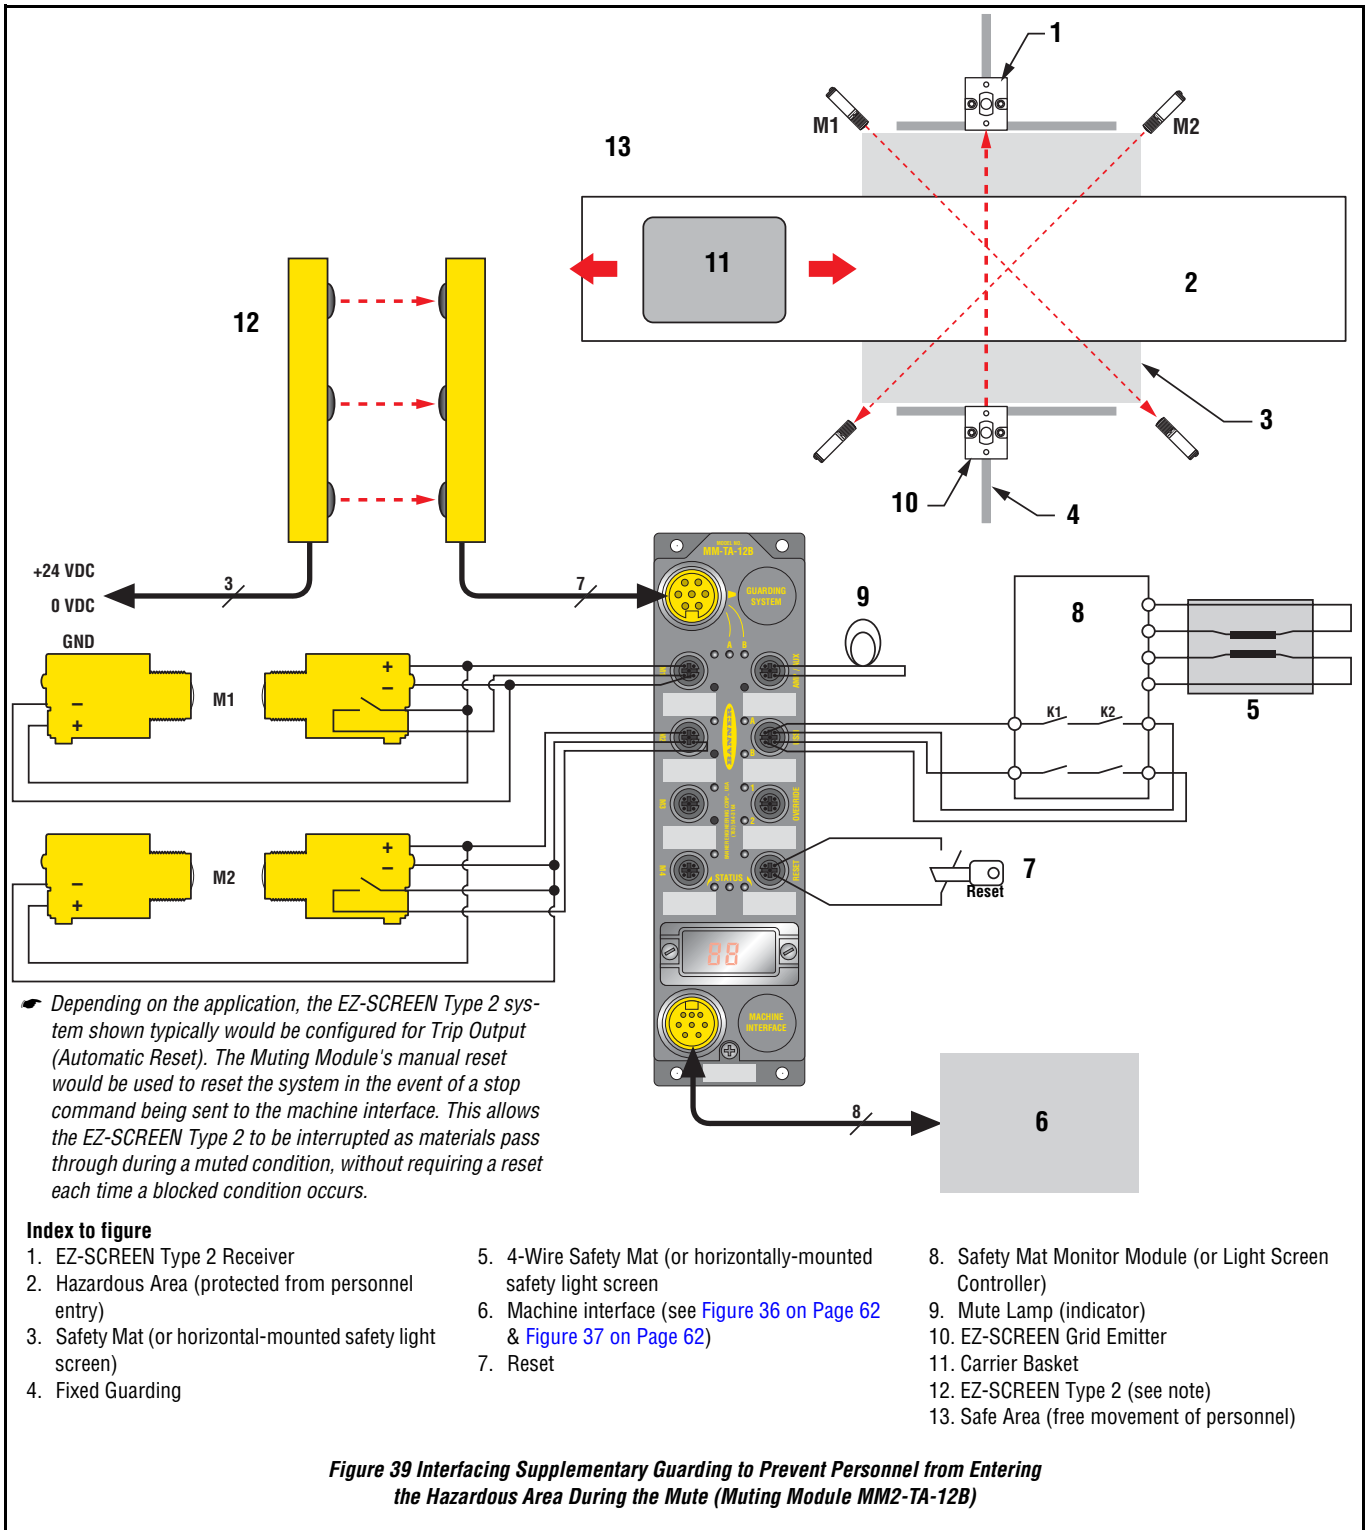 1
M1
M2
13
11
2
12
3
10
4
+24 VDC
0 VDC
GND
3
7
MODEL NO.
MM-TA-12B
GUARDING
SYSTEM
A B
9
8
5
M1
+
−
−
+
K1 K2
BANNER
M2
+
−
−
+
M3
OVERRIDE
M4
RESET
STATUS
7
Reset
88
MACHINE
INTERFACE
8
6
☛ Depending on the application, the EZ-SCREEN Type 2 sys-
tem shown typically would be configured for Trip Output
(Automatic Reset). The Muting Module's manual reset
would be used to reset the system in the event of a stop
command being sent to the machine interface. This allows
the EZ-SCREEN Type 2 to be interrupted as materials pass
through during a muted condition, without requiring a reset
each time a blocked condition occurs.
Index to figure
1. EZ-SCREEN Type 2 Receiver
2. Hazardous Area (protected from personnel
entry)
3. Safety Mat (or horizontal-mounted safety light
screen)
4. Fixed Guarding
5. 4-Wire Safety Mat (or horizontally-mounted
safety light screen
6. Machine interface (see Figure 36 on Page 62
& Figure 37 on Page 62)
7. Reset
8. Safety Mat Monitor Module (or Light Screen
Controller)
9. Mute Lamp (indicator)
10. EZ-SCREEN Grid Emitter
11. Carrier Basket
12. EZ-SCREEN Type 2 (see note)
13. Safe Area (free movement of personnel)
Figure 39 Interfacing Supplementary Guarding to Prevent Personnel from Entering
the Hazardous Area During the Mute (Muting Module MM2-TA-12B)